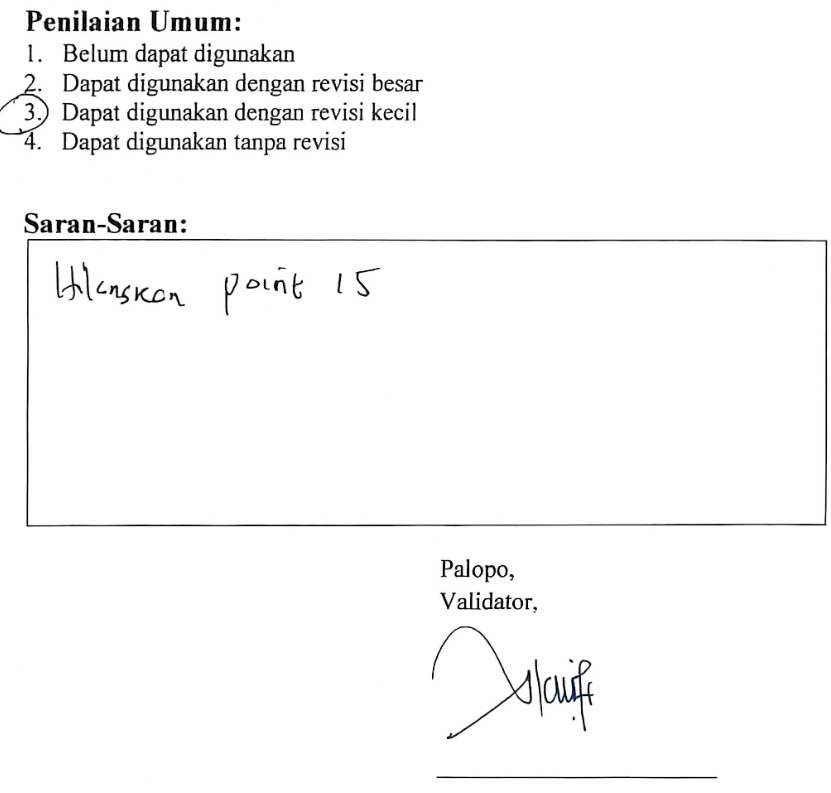 Penilaian Umum:
1. Belum dapat digunakan
2. Dapat digunakan dengan revisi besar
3. Dapat digunakan dengan revisi kecil
4. Dapat digunakan tanpa revisi
Saran-Saran:
Hilangkan point 15
Palopo,
Validator,